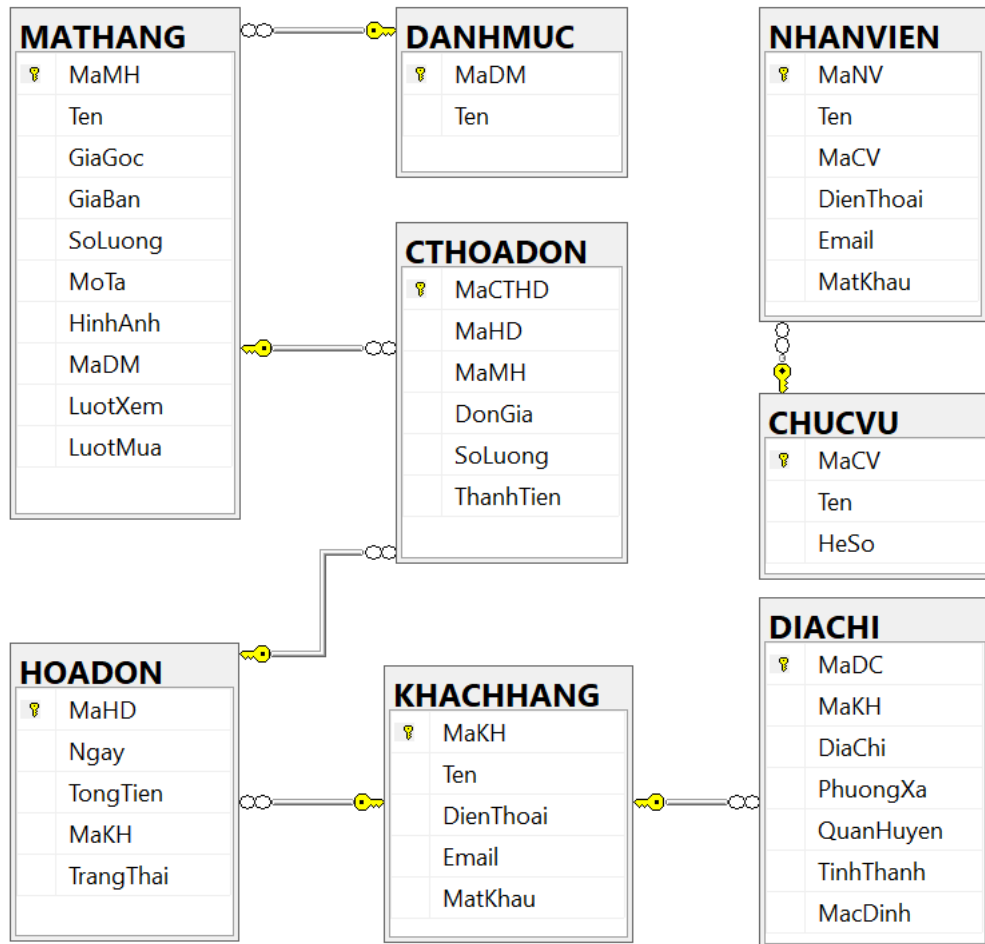 MATHANG
MaMH
Ten
GiaGoc
GiaBan
SoLuong
MoTa
HinhAnh
MaDM
LuotXem
LuotMua
DANHMUC
MaDM
Ten
NHANVIEN
MaNV
Ten
MaCV
DienThoai
Email
MatKhau
CTHOADON
MaCTHD
MaHD
MaMH
DonGia
SoLuong
ThanhTien
CHUCVU
MaCV
Ten
HeSo
HOADON
MaHD
Ngay
TongTien
MaKH
TrangThai
KHACHHANG
MaKH
Ten
DienThoai
Email
MatKhau
DIACHI
MaDC
MaKH
DiaChi
PhuongXa
QuanHuyen
TinhThanh
MacDinh